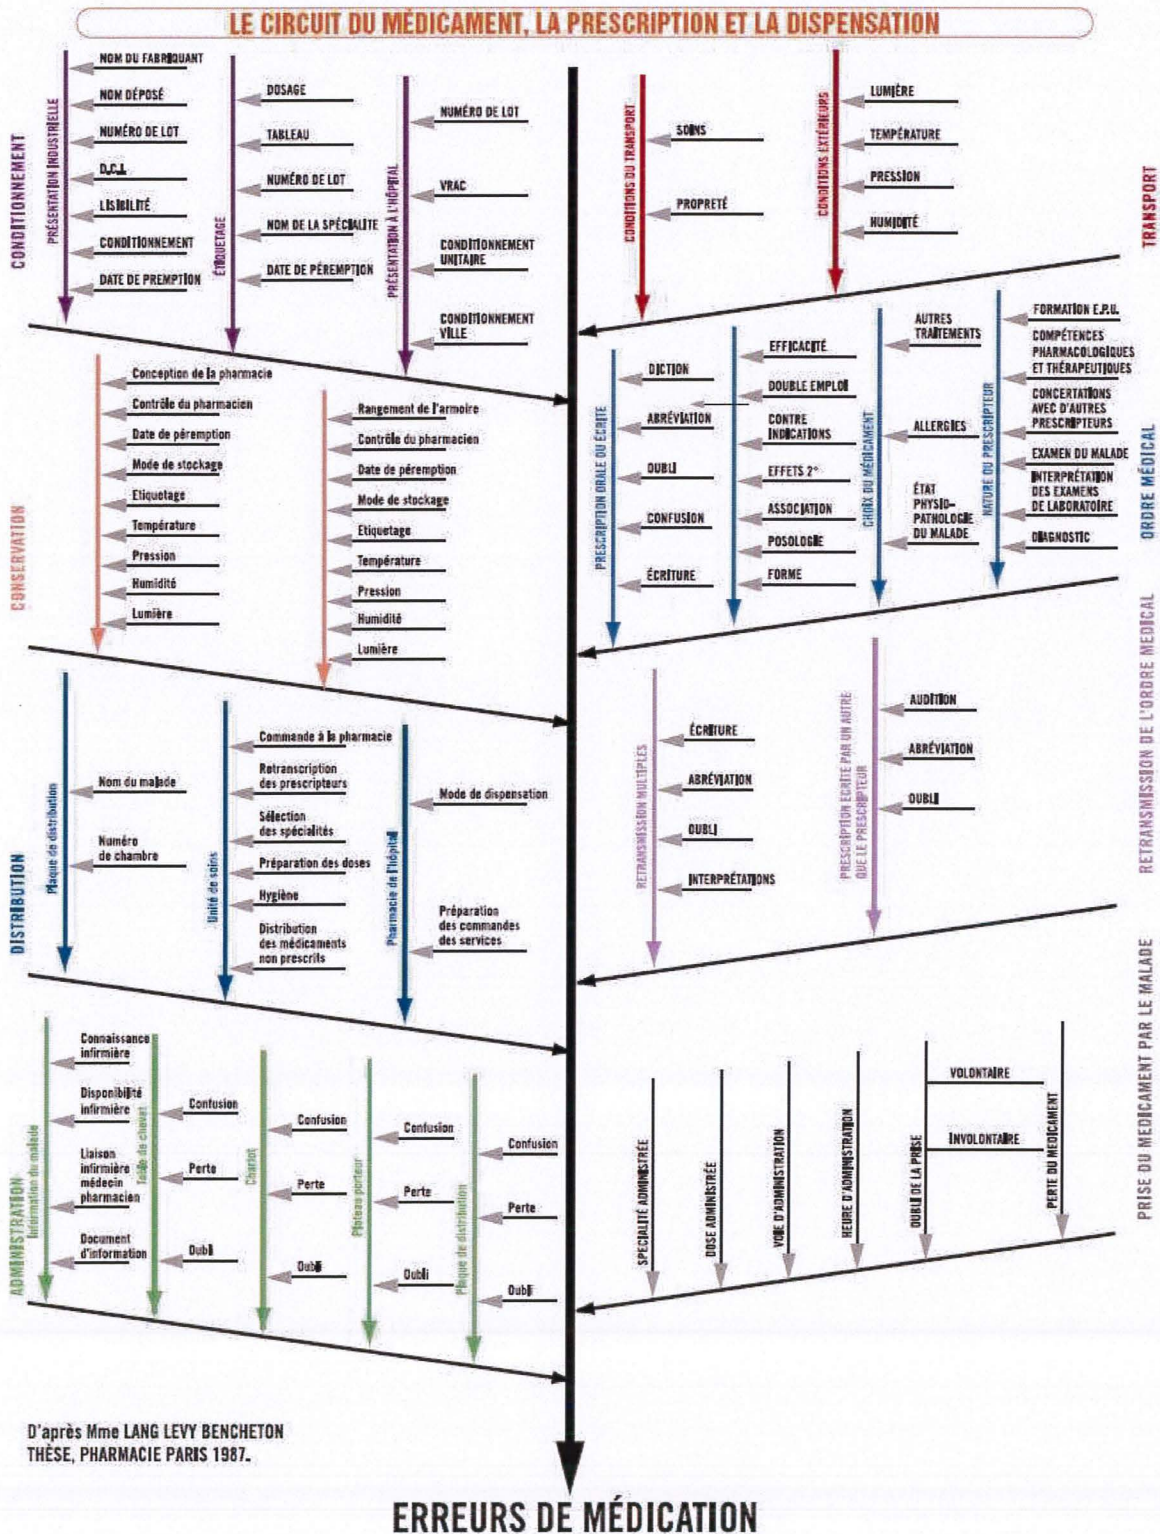 LE CIRCUIT DU MÉDICAMENT, LA PRESCRIPTION ET LA DISPENSATION
CONDITIONNEMENT
PRÉSENTATION INDUSTRIELLE
NOM DU FABRIQUANT
NOM DÉPOSÉ
NUMÉRO DE LOT
D.C.I.
LISIBILITÉ
CONDITIONNEMENT
DATE DE PREMPTION
ÉTIQUETAGE
DOSAGE
TABLEAU
NUMÉRO DE LOT
NOM DE LA SPÉCIALITE
DATE DE PÉREMPTION
PRÉSENTATION À L'HÔPITAL
NUMÉRO DE LOT
VRAC
CONDITIONNEMENT
UNITAIRE
CONDITIONNEMENT
VILLE
TRANSPORT
CONDITIONS DU TRANSPORT
SOINS
PROPRETÉ
CONDITIONS EXTÉRIEURS
LUMIÈRE
TEMPÉRATURE
PRESSION
HUMIDITÉ
CONSERVATION
Conception de la pharmacie
Contrôle du pharmacien
Date de péremption
Mode de stockage
Etiquetage
Température
Pression
Humidité
Lumière
Rangement de l'armoire
Contrôle du pharmacien
Date de péremption
Mode de stockage
Etiquetage
Température
Pression
Humidité
Lumière
ORDRE MÉDICAL
PRESCRIPTION ORALE OU ÉCRITE
DICTION
ABRÉVIATION
OUBLI
CONFUSION
ÉCRITURE
EFFICACITÉ
DOUBLE EMPLOI
CONTRE
INDICATIONS
EFFETS 2°
ASSOCIATION
POSOLOGIE
FORME
CHOIX DU MÉDICAMENT
AUTRES
TRAITEMENTS
ALLERGIES
ÉTAT
PHYSIO-
PATHOLOGIE
DU MALADE
NATURE DU PRESCRIPTEUR
FORMATION E.P.U.
COMPÉTENCES
PHARMACOLOGIQUES
ET THÉRAPEUTIQUES
CONCERTATIONS
AVEC D'AUTRES
PRESCRIPTEURS
EXAMEN DU MALADE
INTERPRÉTATION
DES EXAMENS
DE LABORATOIRE
DIAGNOSTIC
DISTRIBUTION
Plaque de distribution
Nom du malade
Numéro
de chambre
Unité de soins
Commande à la pharmacie
Retranscription
des prescripteurs
Sélection
des spécialités
Préparation des doses
Hygiène
Distribution
des médicaments
non prescrits
Pharmacie de l'hôpital
Mode de dispensation
Préparation
des commandes
des services
RETRANSMISSION DE L'ORDRE MEDICAL
RETRANSMISSION MULTIPLES
ÉCRITURE
ABRÉVIATION
OUBLI
INTERPRÉTATIONS
PRESCRIPTION ECRITE PAR UN AUTRE
QUE LE PRESCRIPTEUR
AUDITION
ABRÉVIATION
OUBLI
ADMINISTRATION
Information du malade
Connaissance
infirmière
Disponibilité
infirmière
Liaison
infirmière
médecin
pharmacien
Document
d'information
Table de chevet
Confusion
Perte
Oubli
Chariot
Confusion
Perte
Oubli
Plateau porteur
Confusion
Perte
Oubli
Plaque de distribution
Confusion
Perte
Oubli
PRISE DU MEDICAMENT PAR LE MALADE
SPECIALITÉ ADMINISTRÉE
DOSE ADMINISTRÉE
VOIE D'ADMINISTRATION
HEURE D'ADMINISTRATION
OUBLI DE LA PRISE
VOLONTAIRE
INVOLONTAIRE
PERTE DU MEDICAMENT
D'après Mme LANG LEVY BENCHETON
THÈSE, PHARMACIE PARIS 1987.
ERREURS DE MÉDICATION